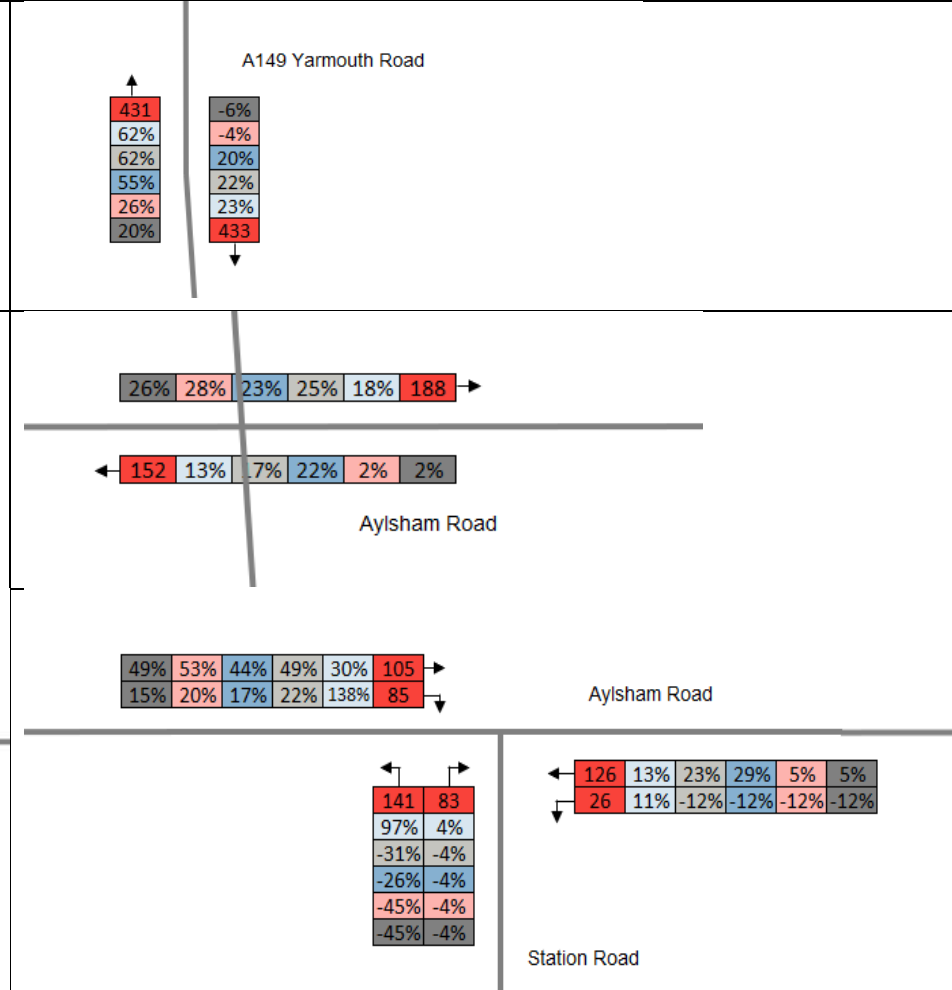 A149 Yarmouth Road
431 -6%
62% -4%
62% 20%
55% 22%
26% 23%
20% 433
26% 28% 23% 25% 18% 188
152 13% 17% 22% 2% 2%
Aylsham Road
49% 53% 44% 49% 30% 105
15% 20% 17% 22% 138% 85
Aylsham Road
126 13% 23% 29% 5% 5%
26 11% -12% -12% -12% -12%
141 83
97% 4%
-31% -4%
-26% -4%
-45% -4%
-45% -4%
Station Road